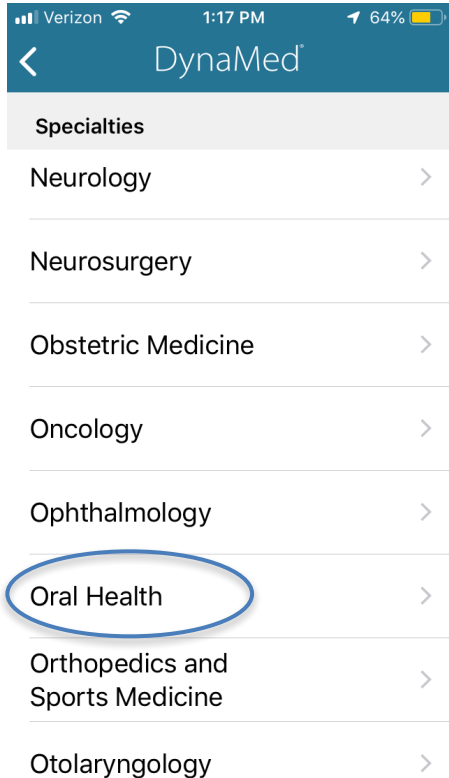 Verizon 1:17 PM 64%
DynaMed®
Specialties
Neurology
Neurosurgery
Obstetric Medicine
Oncology
Ophthalmology
Oral Health
Orthopedics and
Sports Medicine
Otolaryngology